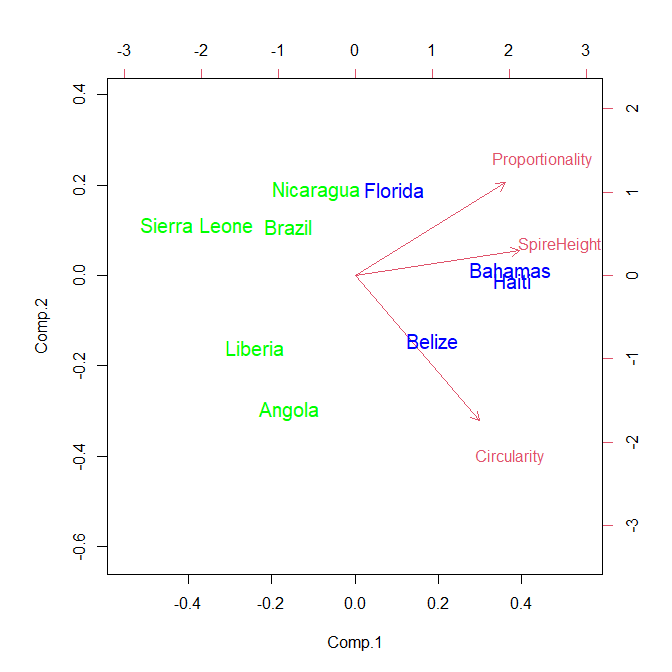 -3 -2 -1 0 1 2 3
0.4 2
Proportionality
Nicaragua Florida
0.2 1
Sierra Leone Brazil
SpireHeight
Bahamas
0.0 0
Haiti
Comp.2
Belize
Liberia
-0.2 -1
Angola
-0.4 -2
Circularity
-0.6 -3
-0.4 -0.2 0.0 0.2 0.4
Comp.1